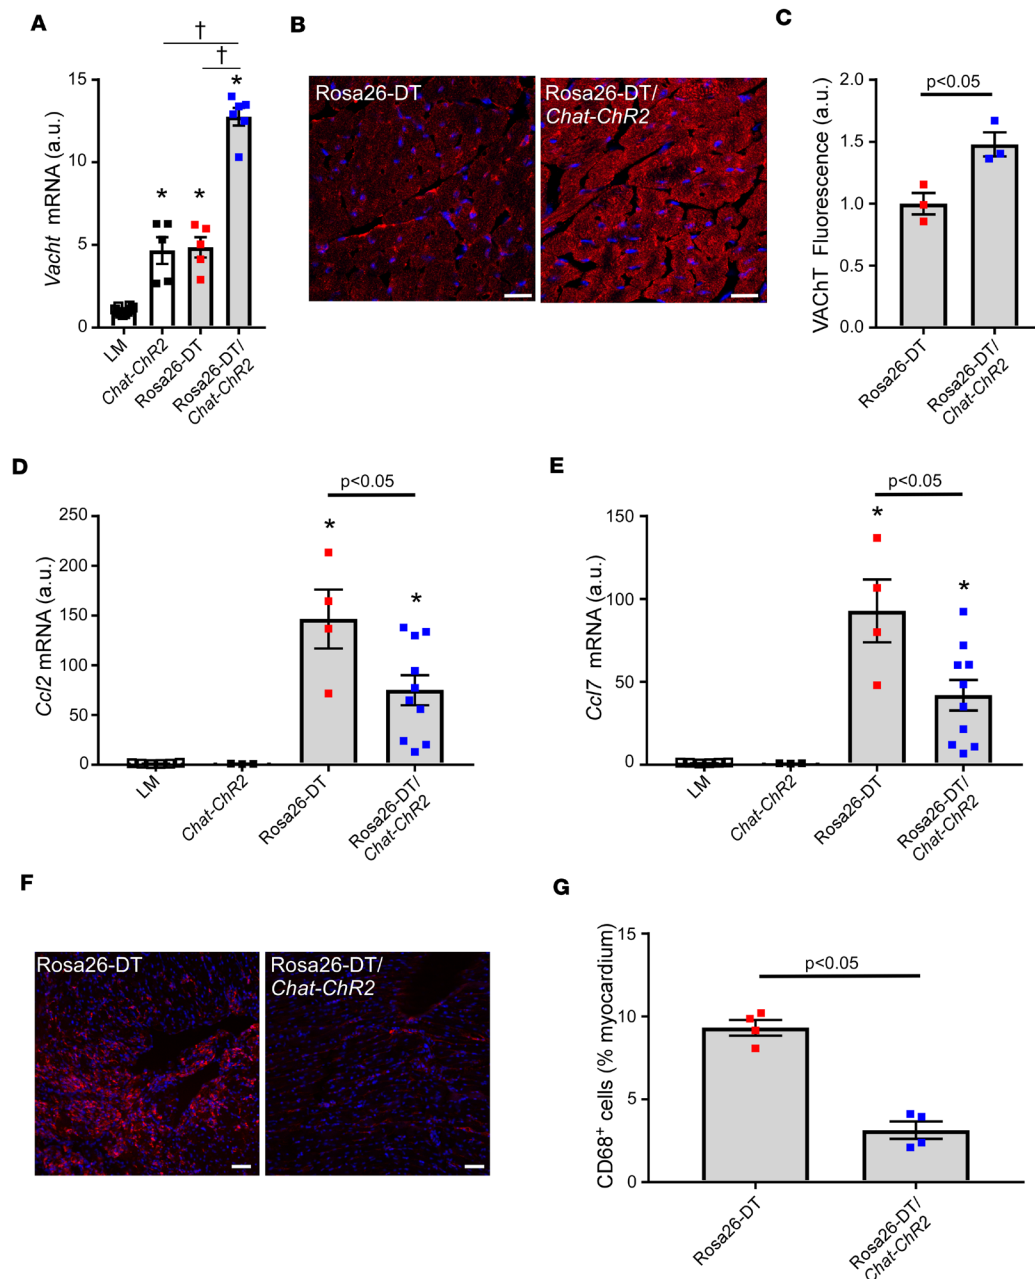 A
† †
*
* *
Vacht mRNA (a.u.)
15
10
5
0
LM
Chat-ChR2
Rosa26-DT
Rosa26-DT/
Chat-ChR2
B
Rosa26-DT
Rosa26-DT/
Chat-ChR2
C
p<0.05
VAChT Fluorescence (a.u.)
2.0
1.5
1.0
0.5
0.0
Rosa26-DT
Rosa26-DT/
Chat-ChR2
D
p<0.05
* *
Ccl2 mRNA (a.u.)
250
200
150
100
50
0
LM
Chat-ChR2
Rosa26-DT
Rosa26-DT/
Chat-ChR2
E
p<0.05
* *
Ccl7 mRNA (a.u.)
150
100
50
0
LM
Chat-ChR2
Rosa26-DT
Rosa26-DT/
Chat-ChR2
F
Rosa26-DT
Rosa26-DT/
Chat-ChR2
G
p<0.05
CD68⁺ cells (% myocardium)
15
10
5
0
Rosa26-DT
Rosa26-DT/
Chat-ChR2